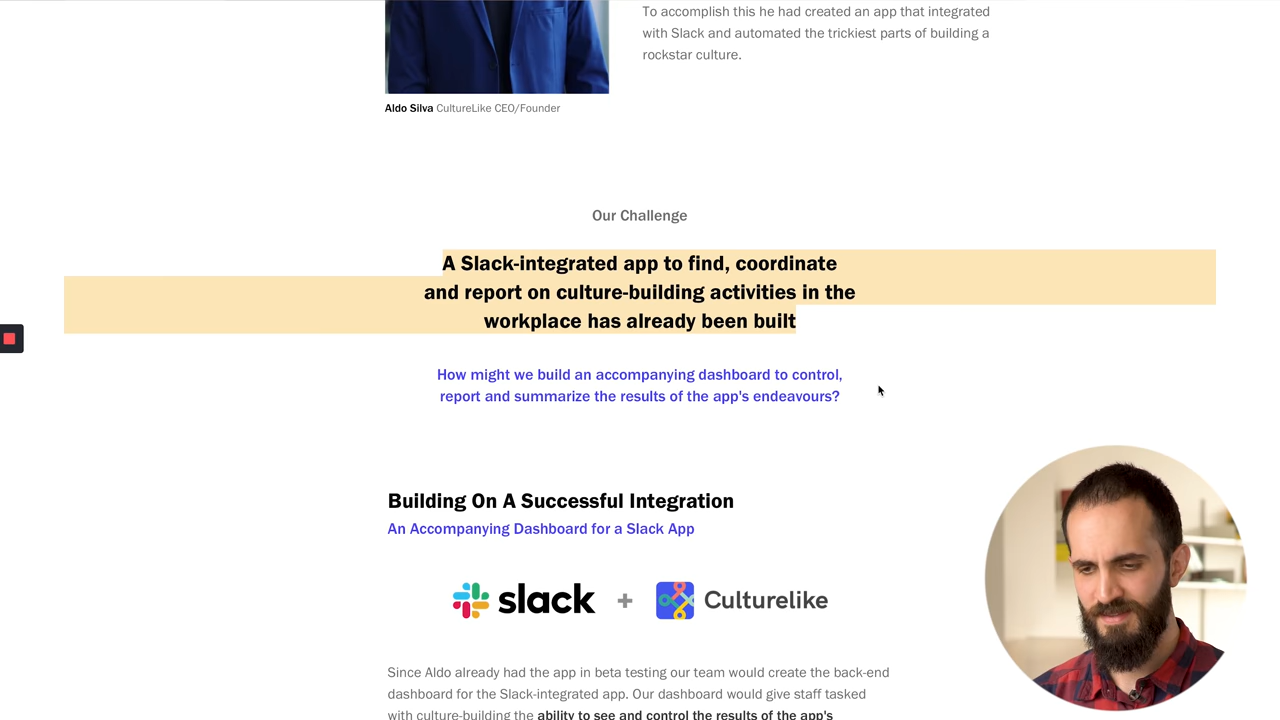 To accomplish this he had created an app that integrated
with Slack and automated the trickiest parts of building a
rockstar culture.
Aldo Silva CultureLike CEO/Founder
Our Challenge
A Slack-integrated app to find, coordinate
and report on culture-building activities in the
workplace has already been built
How might we build an accompanying dashboard to control,
report and summarize the results of the app's endeavours?
Building On A Successful Integration
An Accompanying Dashboard for a Slack App
slack + Culturelike
Since Aldo already had the app in beta testing our team would create the back-end
dashboard for the Slack-integrated app. Our dashboard would give staff tasked
with culture-building the ability to see and control the results of the app's